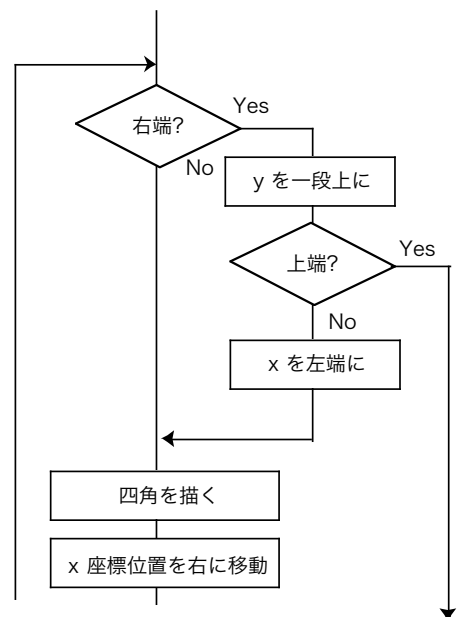 右端?
Yes
No
y を一段上に
上端?
Yes
No
x を左端に
四角を描く
x 座標位置を右に移動